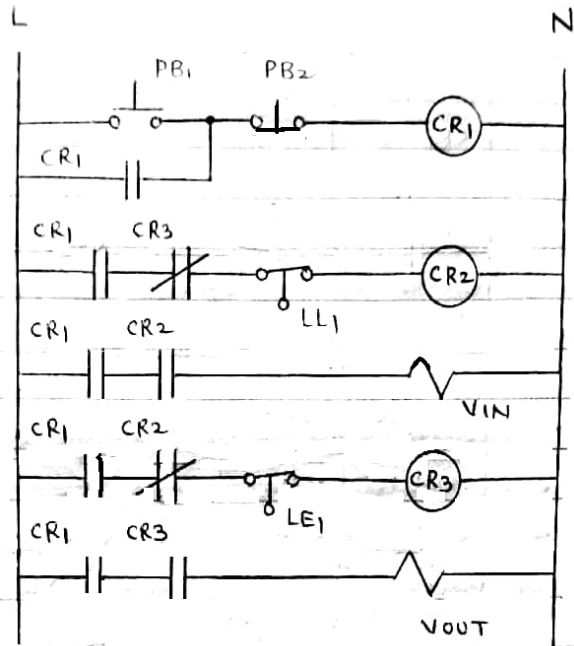 L N
PB1 PB2
CR1
CR1
CR1 CR3
CR2
LL1
CR1 CR2
VIN
CR1 CR2
CR3
LE1
CR1 CR3
VOUT